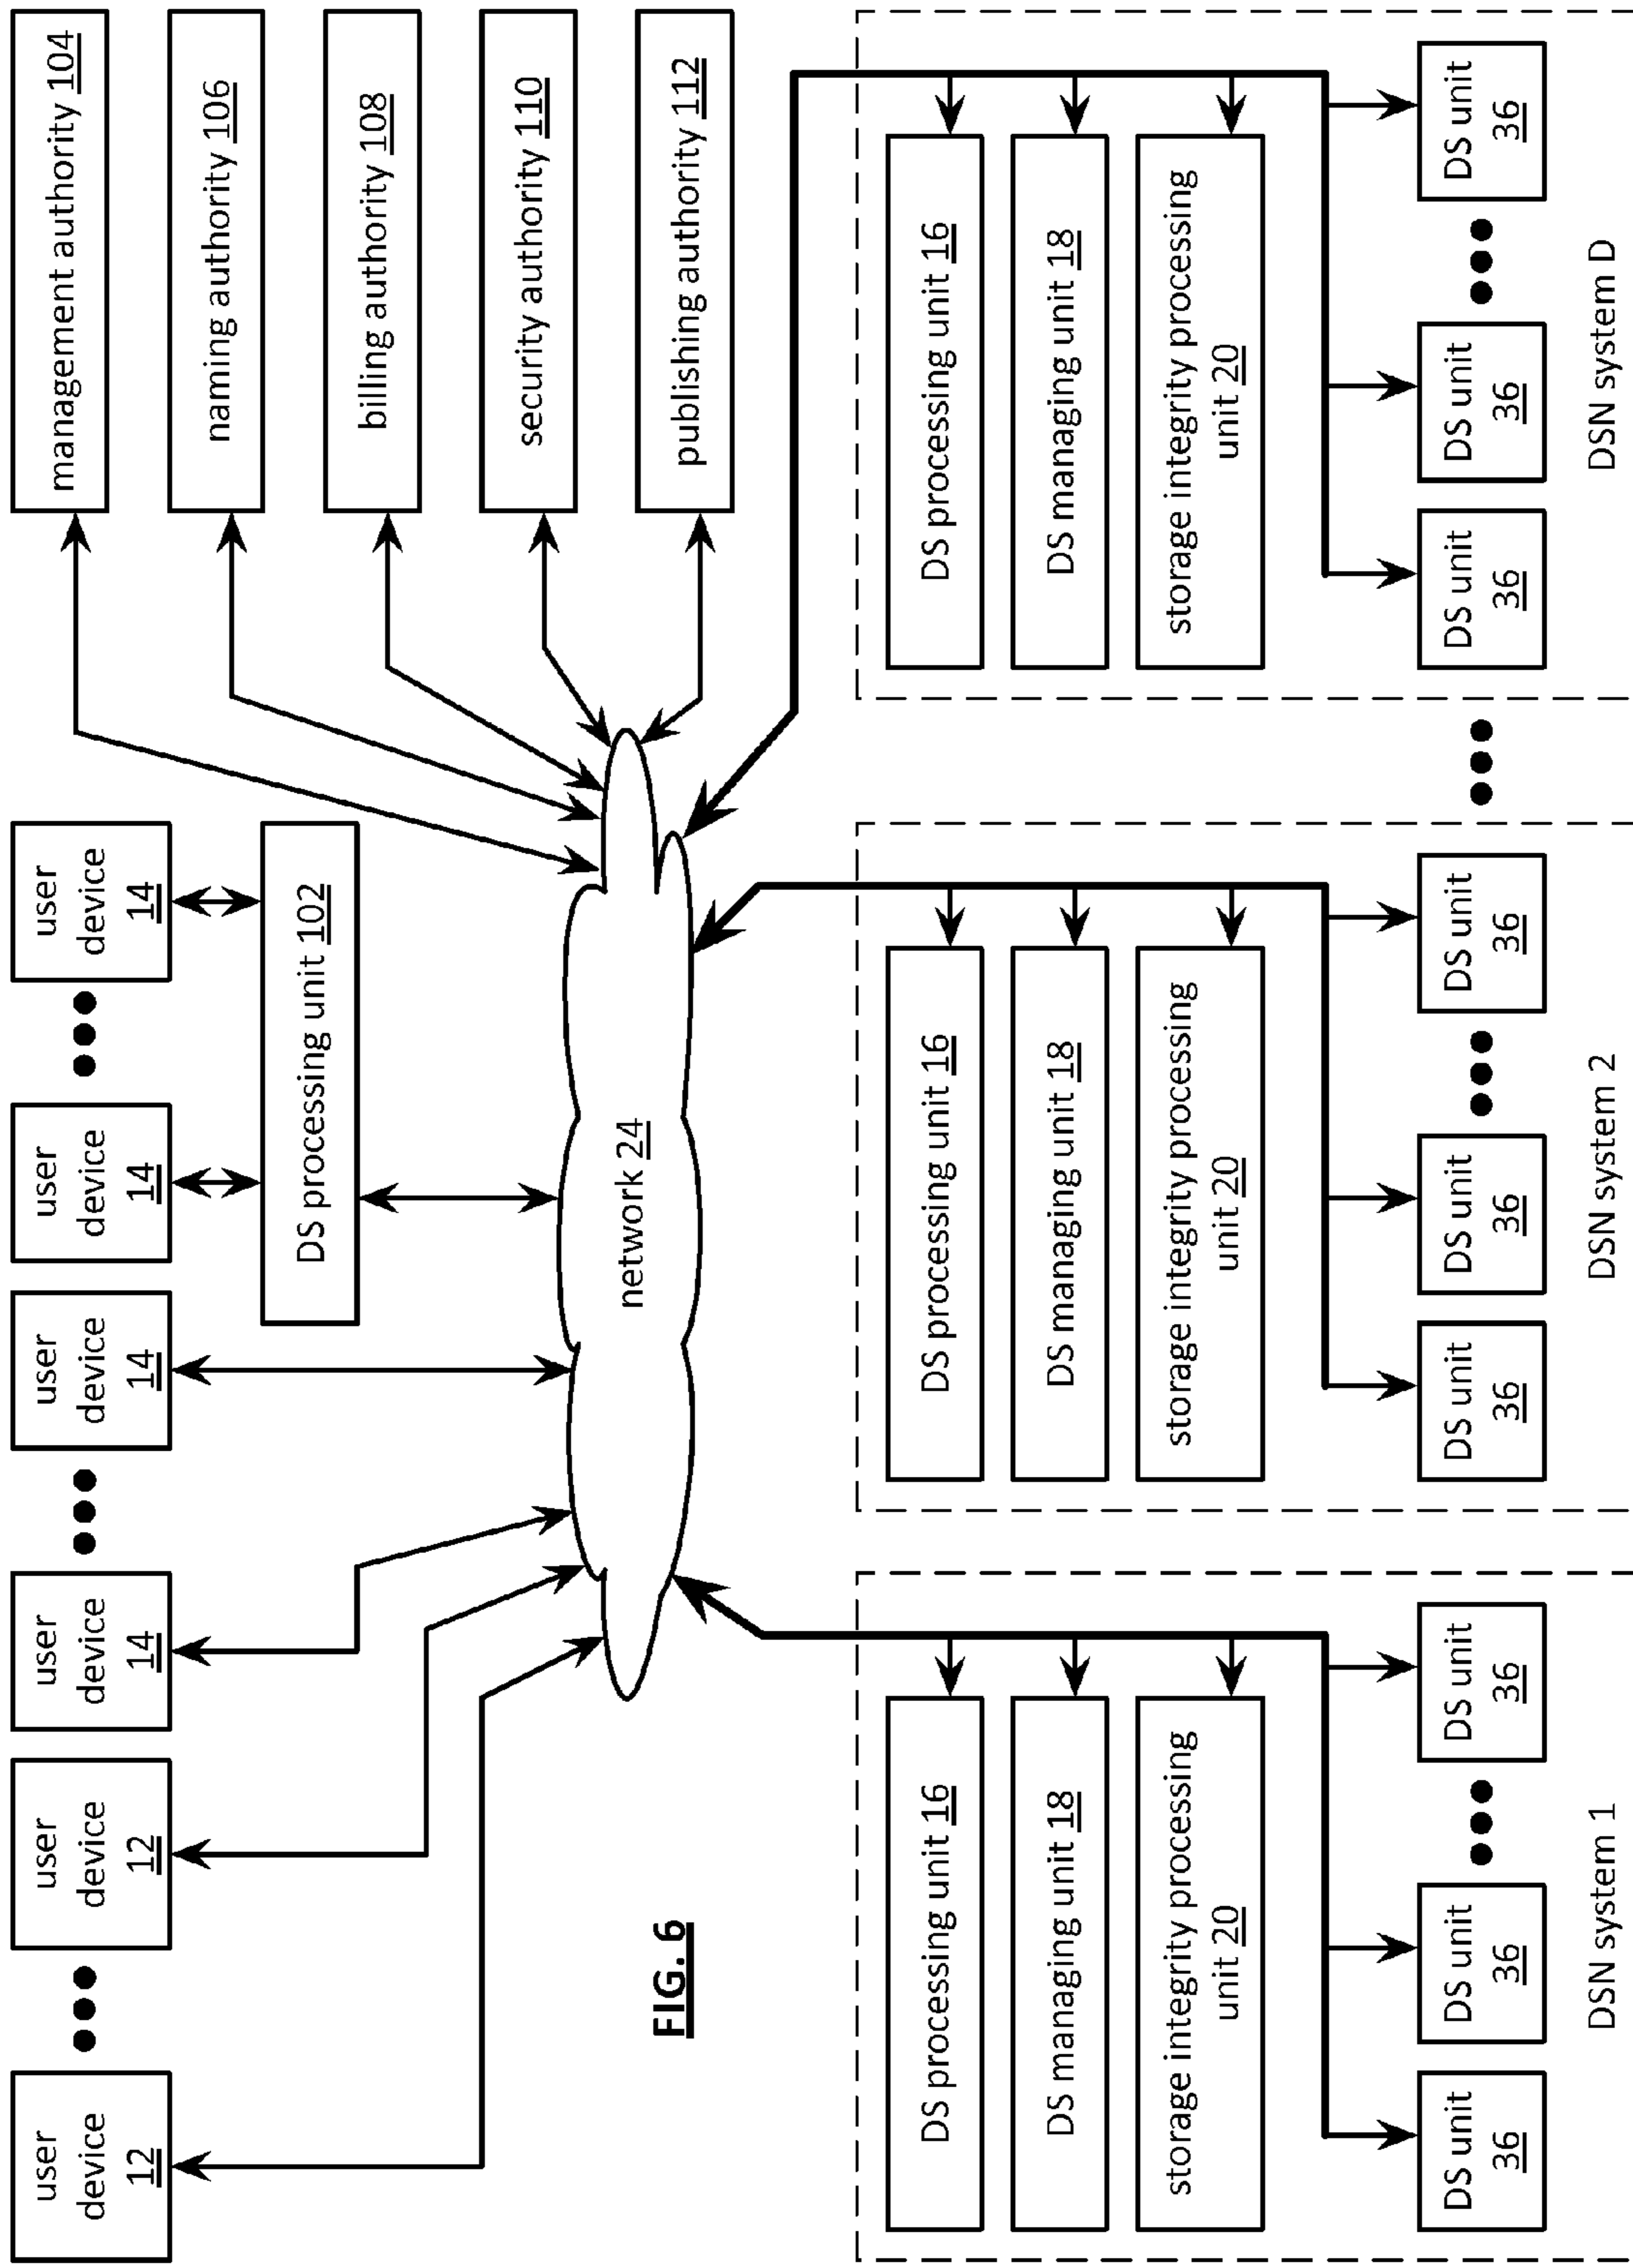 user
device
12
user
device
12
user
device
14
user
device
14
user
device
14
user
device
14
DS processing unit 102
management authority 104
naming authority 106
billing authority 108
security authority 110
publishing authority 112
network 24
FIG. 6
DS processing unit 16
DS managing unit 18
storage integrity processing
unit 20
DS unit
36
DS unit
36
DS unit
36
DSN system 1
DS processing unit 16
DS managing unit 18
storage integrity processing
unit 20
DS unit
36
DS unit
36
DS unit
36
DSN system 2
DS processing unit 16
DS managing unit 18
storage integrity processing
unit 20
DS unit
36
DS unit
36
DS unit
36
DSN system D